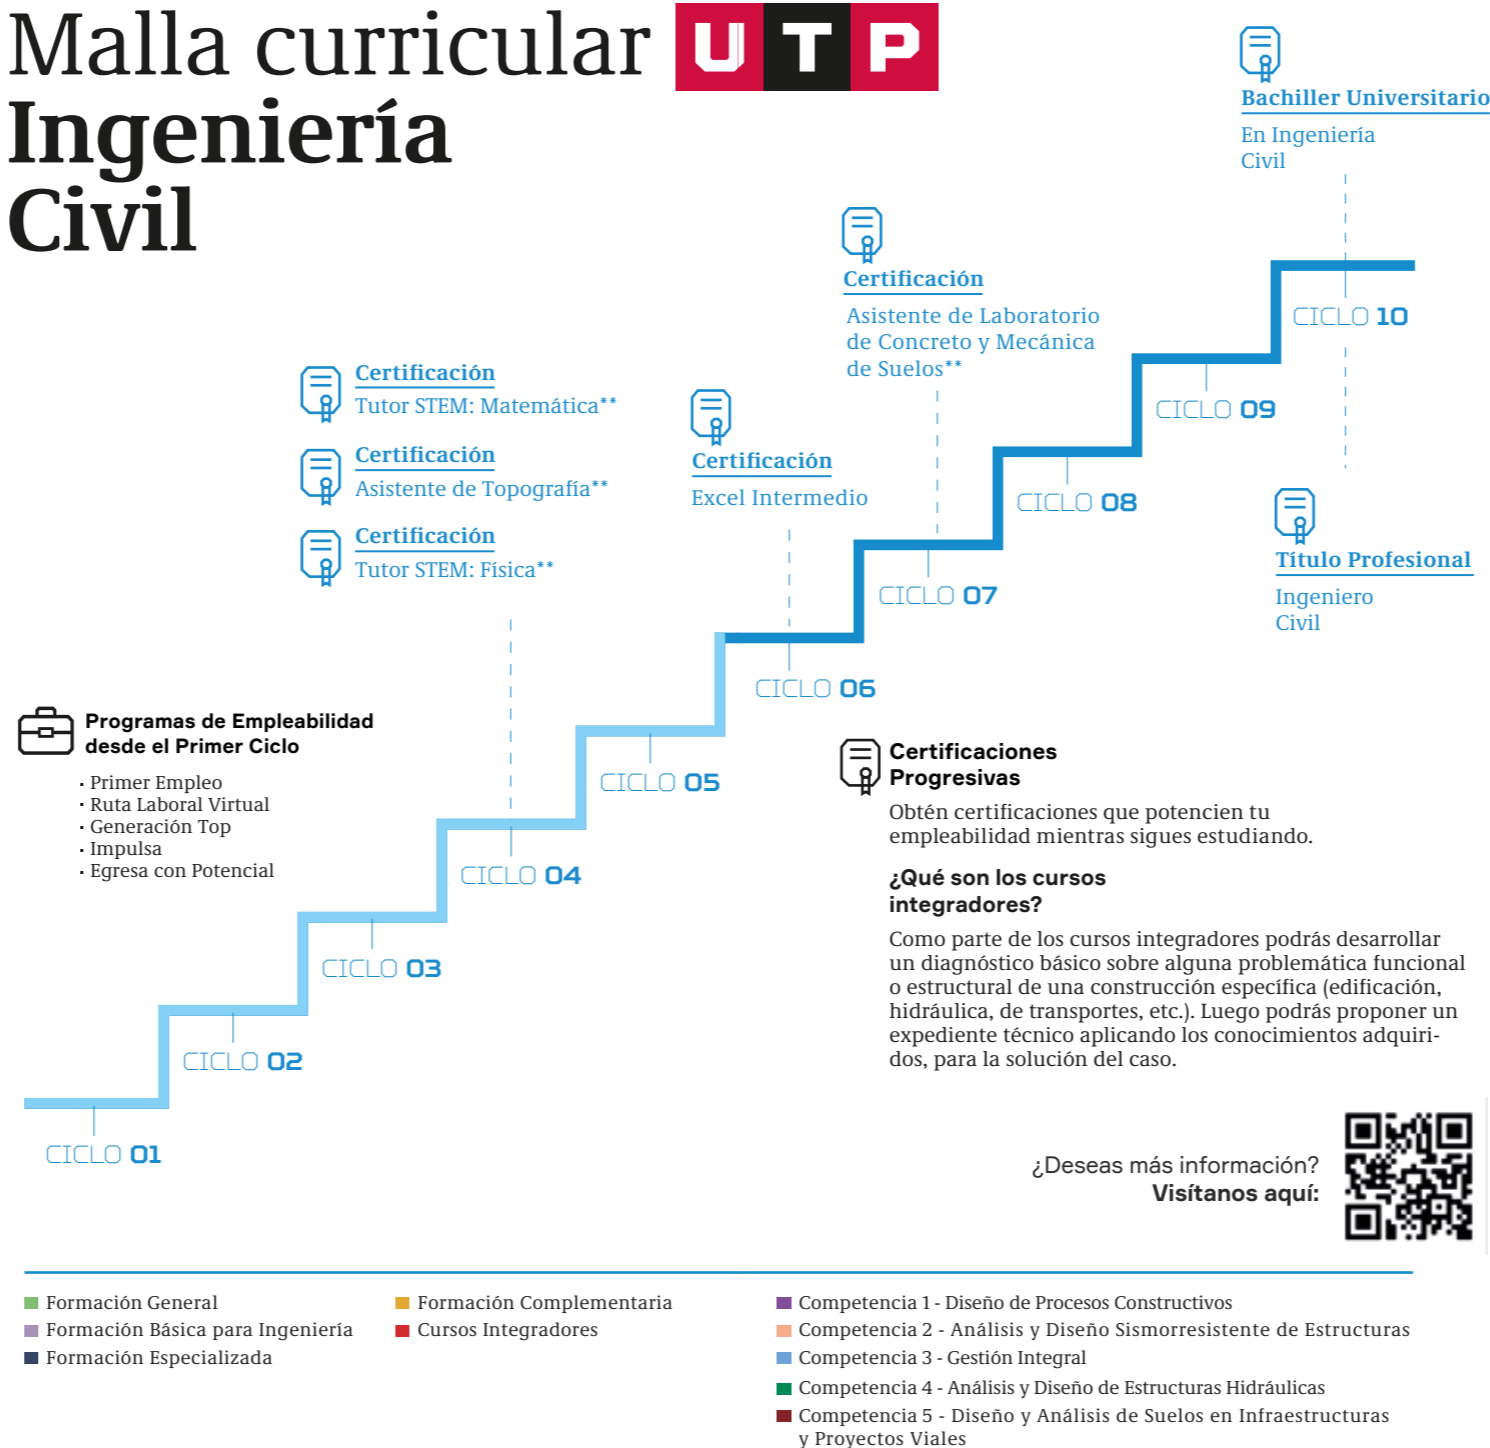 Malla curricular
UTP
Ingeniería
Civil
Bachiller Universitario
En Ingeniería
Civil
CICLO 10
Certificación
Asistente de Laboratorio
de Concreto y Mecánica
de Suelos**
CICLO 09
Certificación
Tutor STEM: Matemática**
Certificación
Asistente de Topografía**
Certificación
Tutor STEM: Física**
Certificación
Excel Intermedio
CICLO 08
Título Profesional
Ingeniero
Civil
CICLO 07
CICLO 06
Programas de Empleabilidad
desde el Primer Ciclo
· Primer Empleo
· Ruta Laboral Virtual
· Generación Top
· Impulsa
· Egresa con Potencial
CICLO 05
CICLO 04
CICLO 03
CICLO 02
CICLO 01
Certificaciones
Progresivas
Obtén certificaciones que potencien tu
empleabilidad mientras sigues estudiando.
¿Qué son los cursos
integradores?
Como parte de los cursos integradores podrás desarrollar
un diagnóstico básico sobre alguna problemática funcional
o estructural de una construcción específica (edificación,
hidráulica, de transportes, etc.). Luego podrás proponer un
expediente técnico aplicando los conocimientos adquiri-
dos, para la solución del caso.
¿Deseas más información?
Visítanos aquí:
Formación General
Formación Básica para Ingeniería
Formación Especializada
Formación Complementaria
Cursos Integradores
Competencia 1 - Diseño de Procesos Constructivos
Competencia 2 - Análisis y Diseño Sismorresistente de Estructuras
Competencia 3 - Gestión Integral
Competencia 4 - Análisis y Diseño de Estructuras Hidráulicas
Competencia 5 - Diseño y Análisis de Suelos en Infraestructuras
y Proyectos Viales